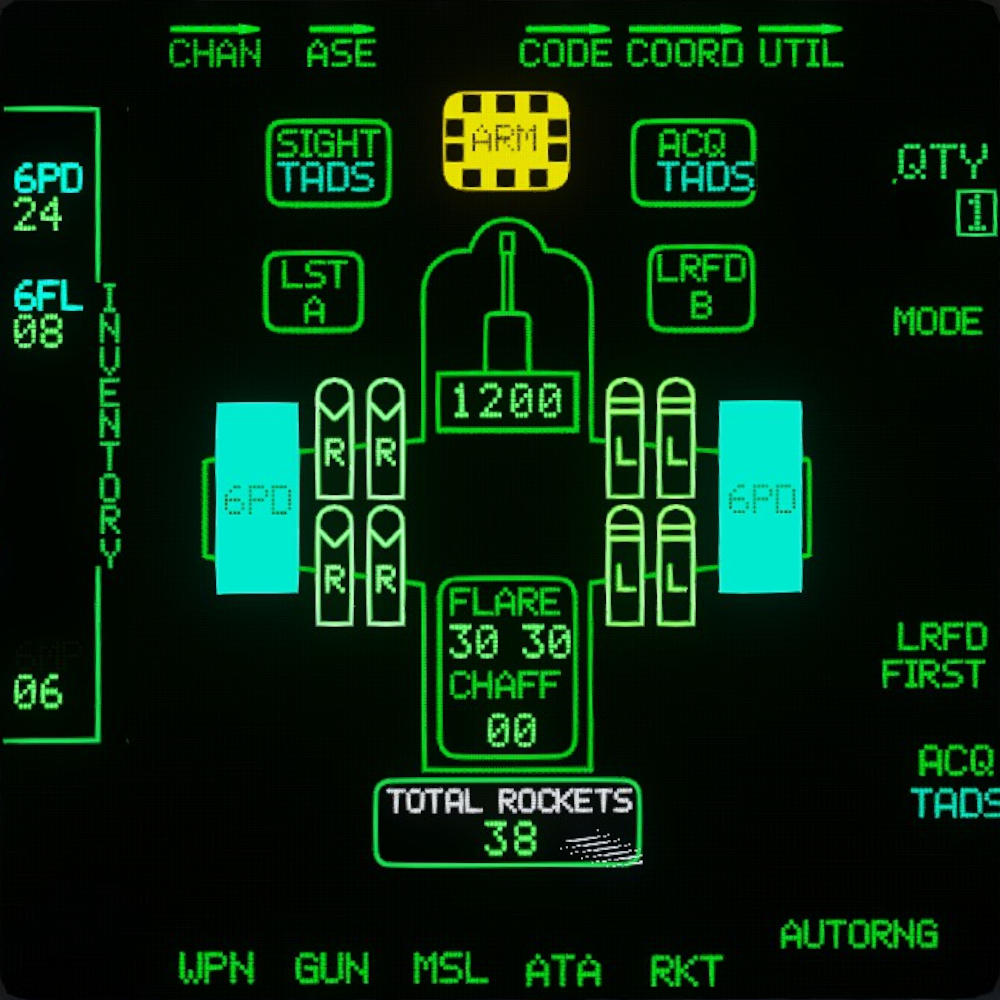 CHAN ASE CODE COORD UTIL
SIGHT
TADS
ARM
ACQ
TADS
QTY
1
6PD
24
6FL
08
INVENTORY
06
LST
A
LRFD
B
MODE
1200
R R L L
6PD
6PD
R R L L
FLARE
30 30
CHAFF
00
LRFD
FIRST
ACQ
TADS
TOTAL ROCKETS
38
AUTORNG
WPN GUN MSL ATA RKT